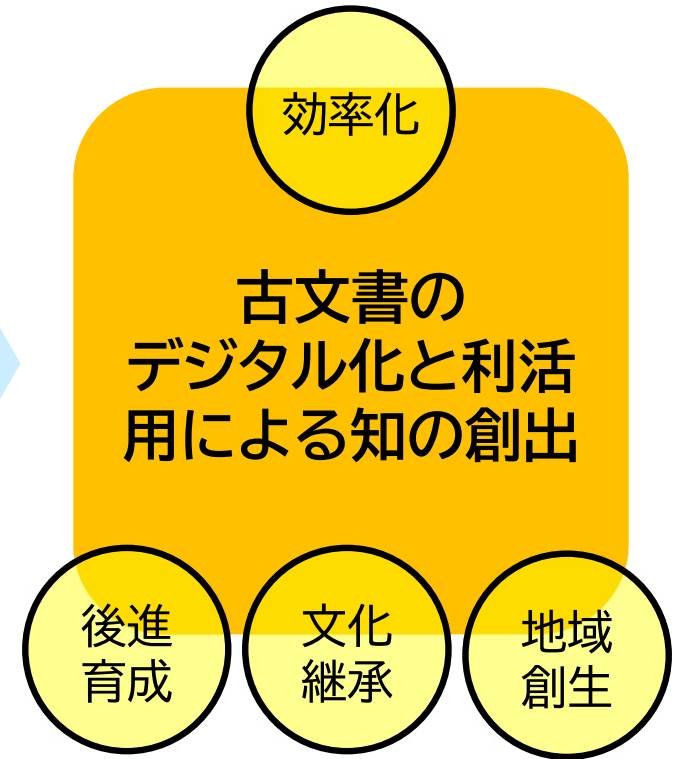 効率化
古文書の
デジタル化と利活
用による知の創出
後進
育成
文化
継承
地域
創生